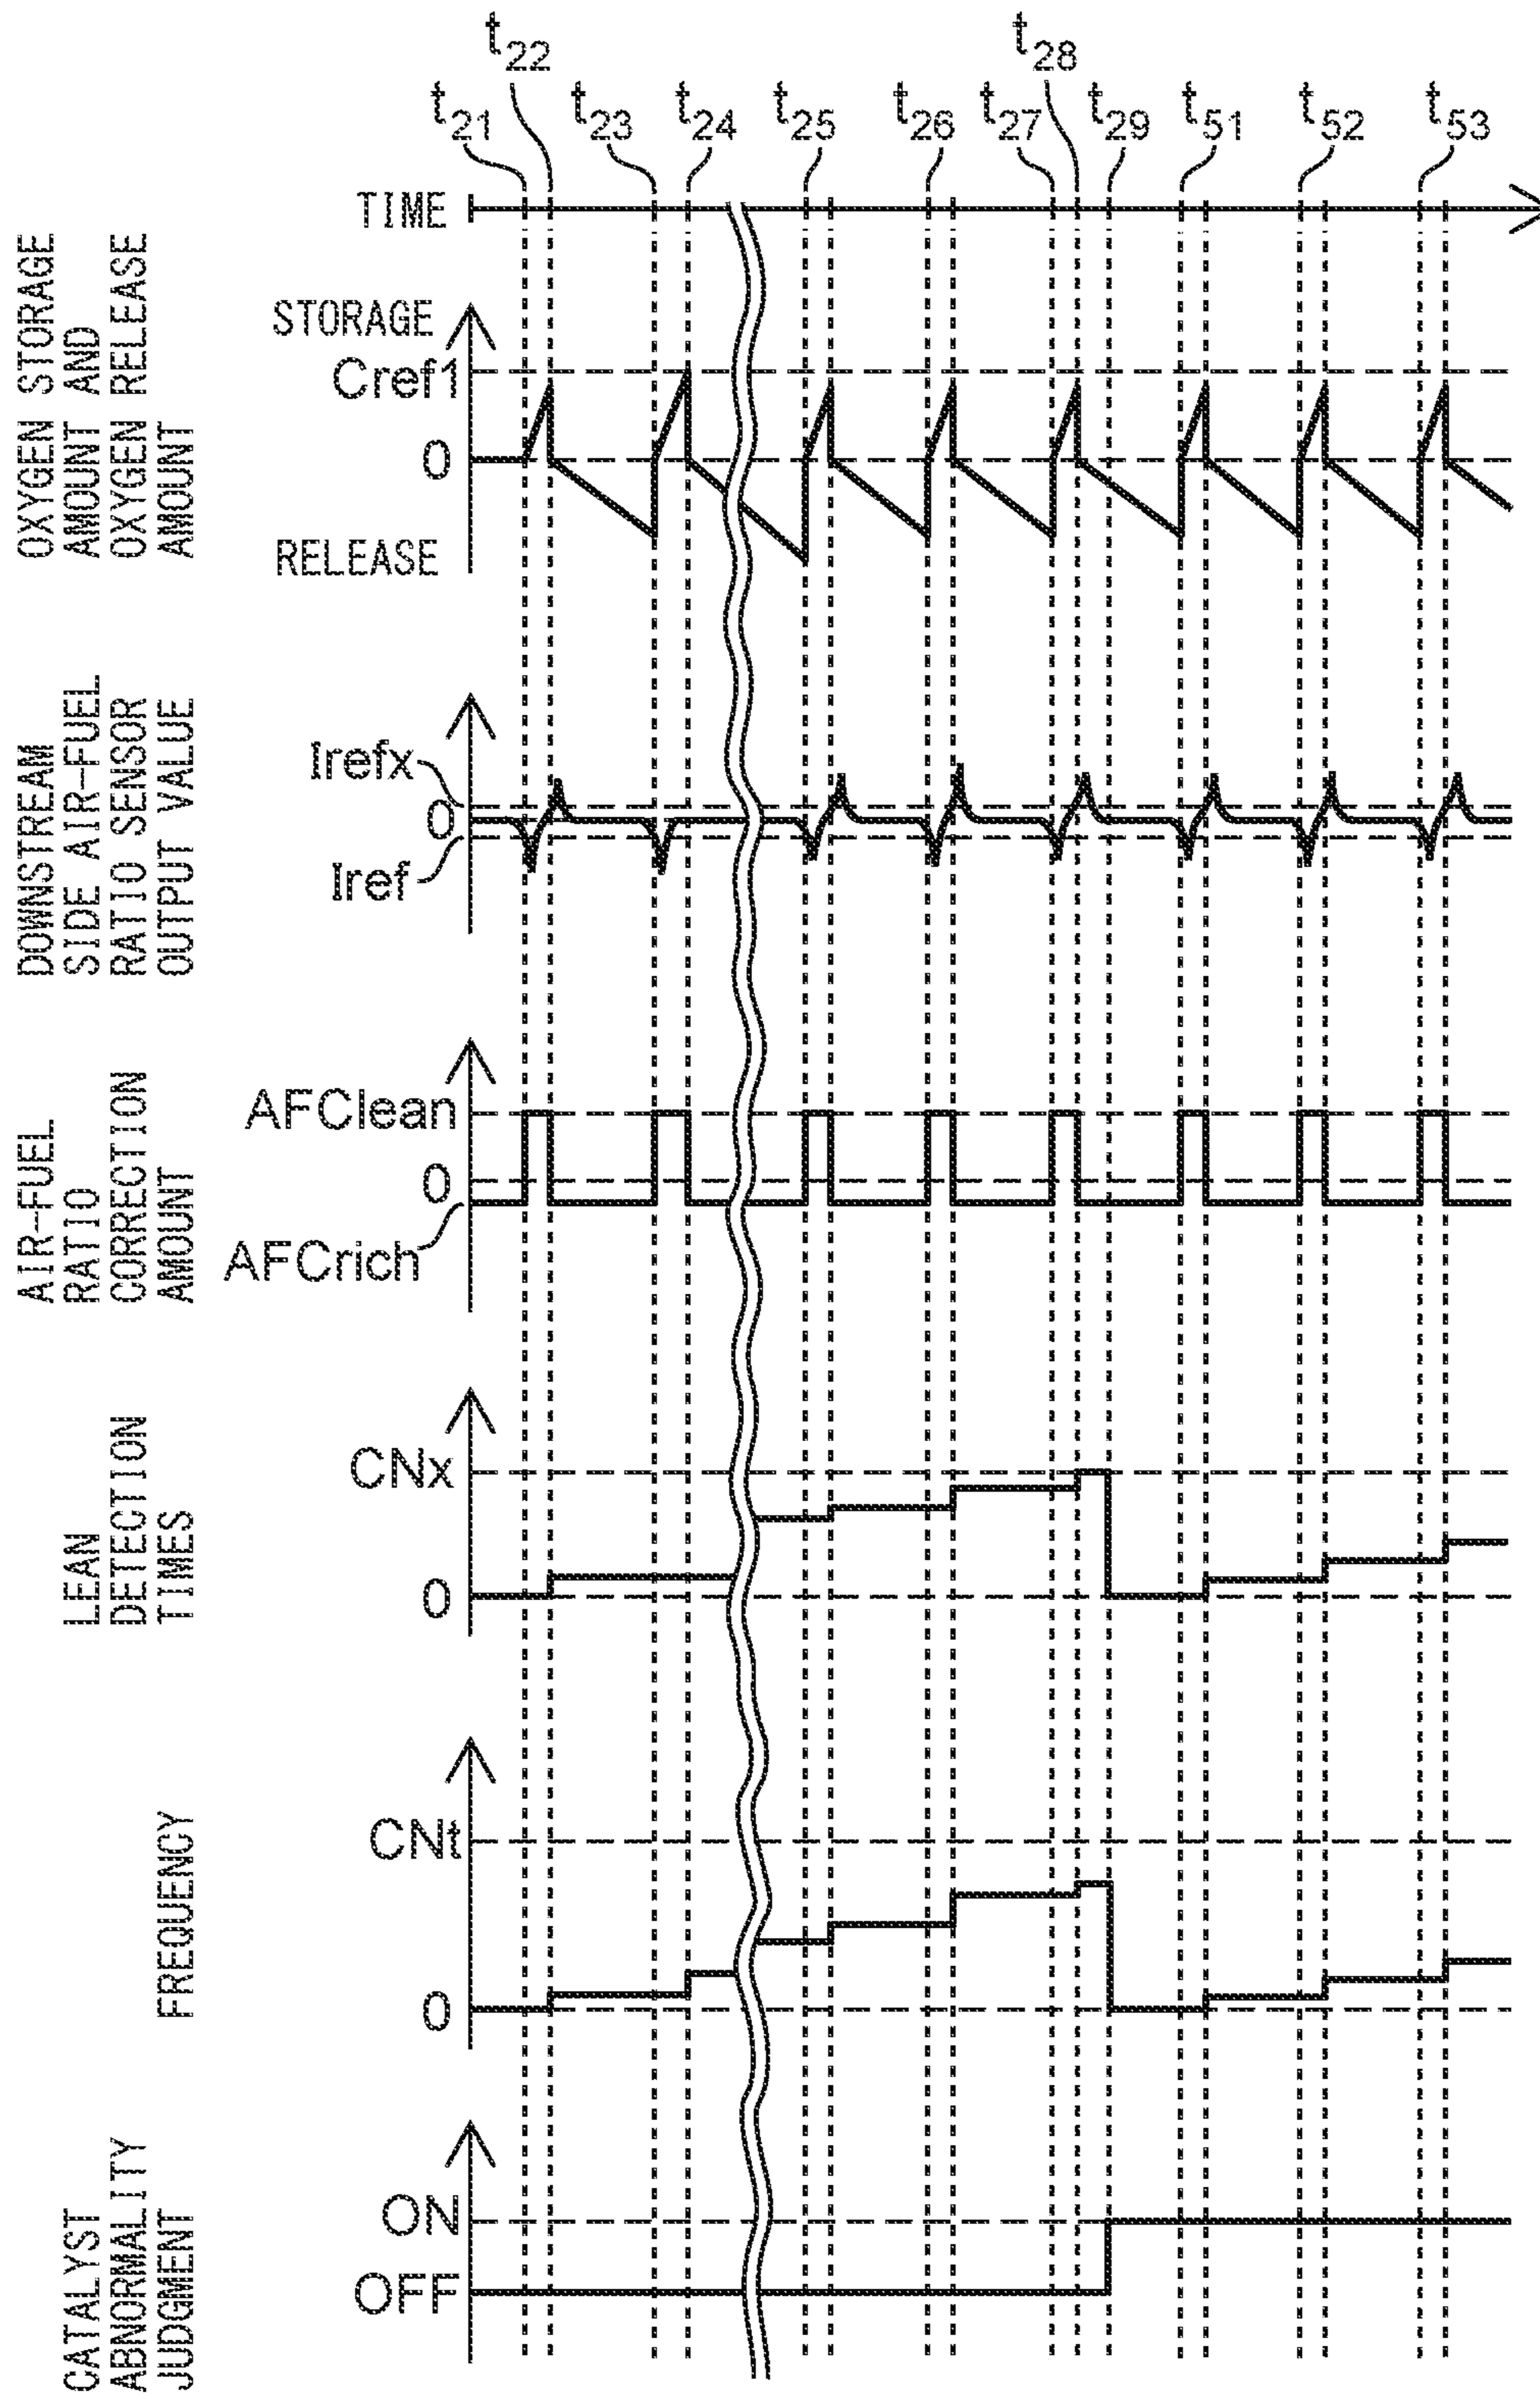 t22
t28
t21
t23
t24
t25
t26
t27
t29
t51
t52
t53
TIME
OXYGEN STORAGE
AMOUNT AND
OXYGEN RELEASE
AMOUNT
STORAGE
Cref1
0
RELEASE
DOWNSTREAM
SIDE AIR-FUEL
RATIO SENSOR
OUTPUT VALUE
Irefx
0
Iref
AIR-FUEL
RATIO
CORRECTION
AMOUNT
AFClean
0
AFCrich
LEAN
DETECTION
TIMES
CNx
0
FREQUENCY
CNt
0
CATALYST
ABNORMALITY
JUDGMENT
ON
OFF